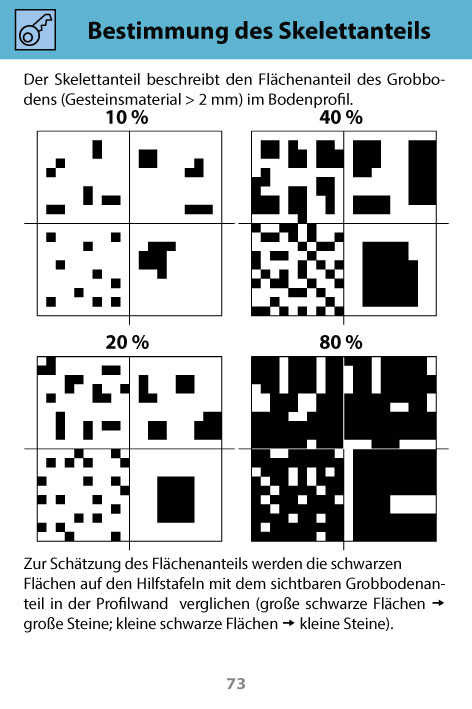 Bestimmung des Skelettanteils
Der Skelettanteil beschreibt den Flächenanteil des Grobbo-
dens (Gesteinsmaterial > 2 mm) im Bodenprofil.
10 %
40 %
20 %
80 %
Zur Schätzung des Flächenanteils werden die schwarzen
Flächen auf den Hilfstafeln mit dem sichtbaren Grobbodenan-
teil in der Profilwand verglichen (große schwarze Flächen →
große Steine; kleine schwarze Flächen → kleine Steine).
73